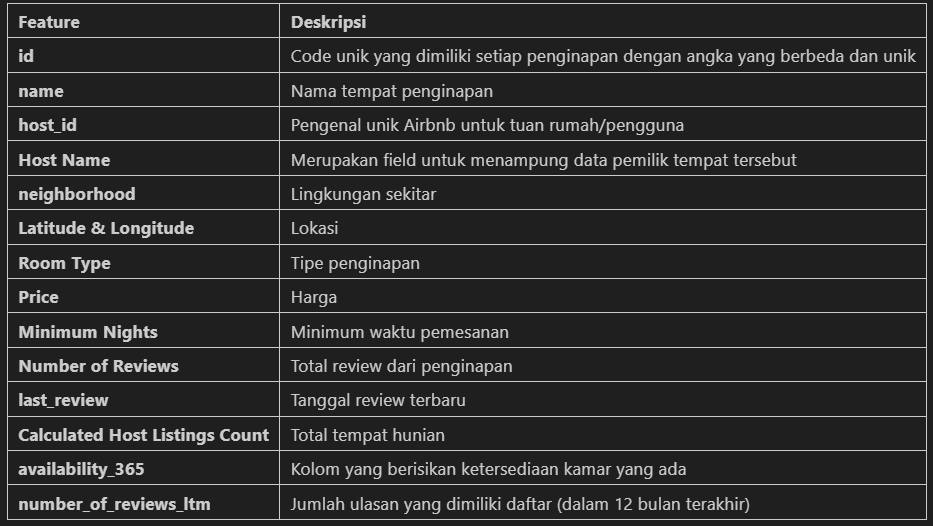 Feature Deskripsi
id Code unik yang dimiliki setiap penginapan dengan angka yang berbeda dan unik
name Nama tempat penginapan
host_id Pengenal unik Airbnb untuk tuan rumah/pengguna
Host Name Merupakan field untuk menampung data pemilik tempat tersebut
neighborhood Lingkungan sekitar
Latitude & Longitude Lokasi
Room Type Tipe penginapan
Price Harga
Minimum Nights Minimum waktu pemesanan
Number of Reviews Total review dari penginapan
last_review Tanggal review terbaru
Calculated Host Listings Count Total tempat hunian
availability_365 Kolom yang berisikan ketersediaan kamar yang ada
number_of_reviews_ltm Jumlah ulasan yang dimiliki daftar (dalam 12 bulan terakhir)